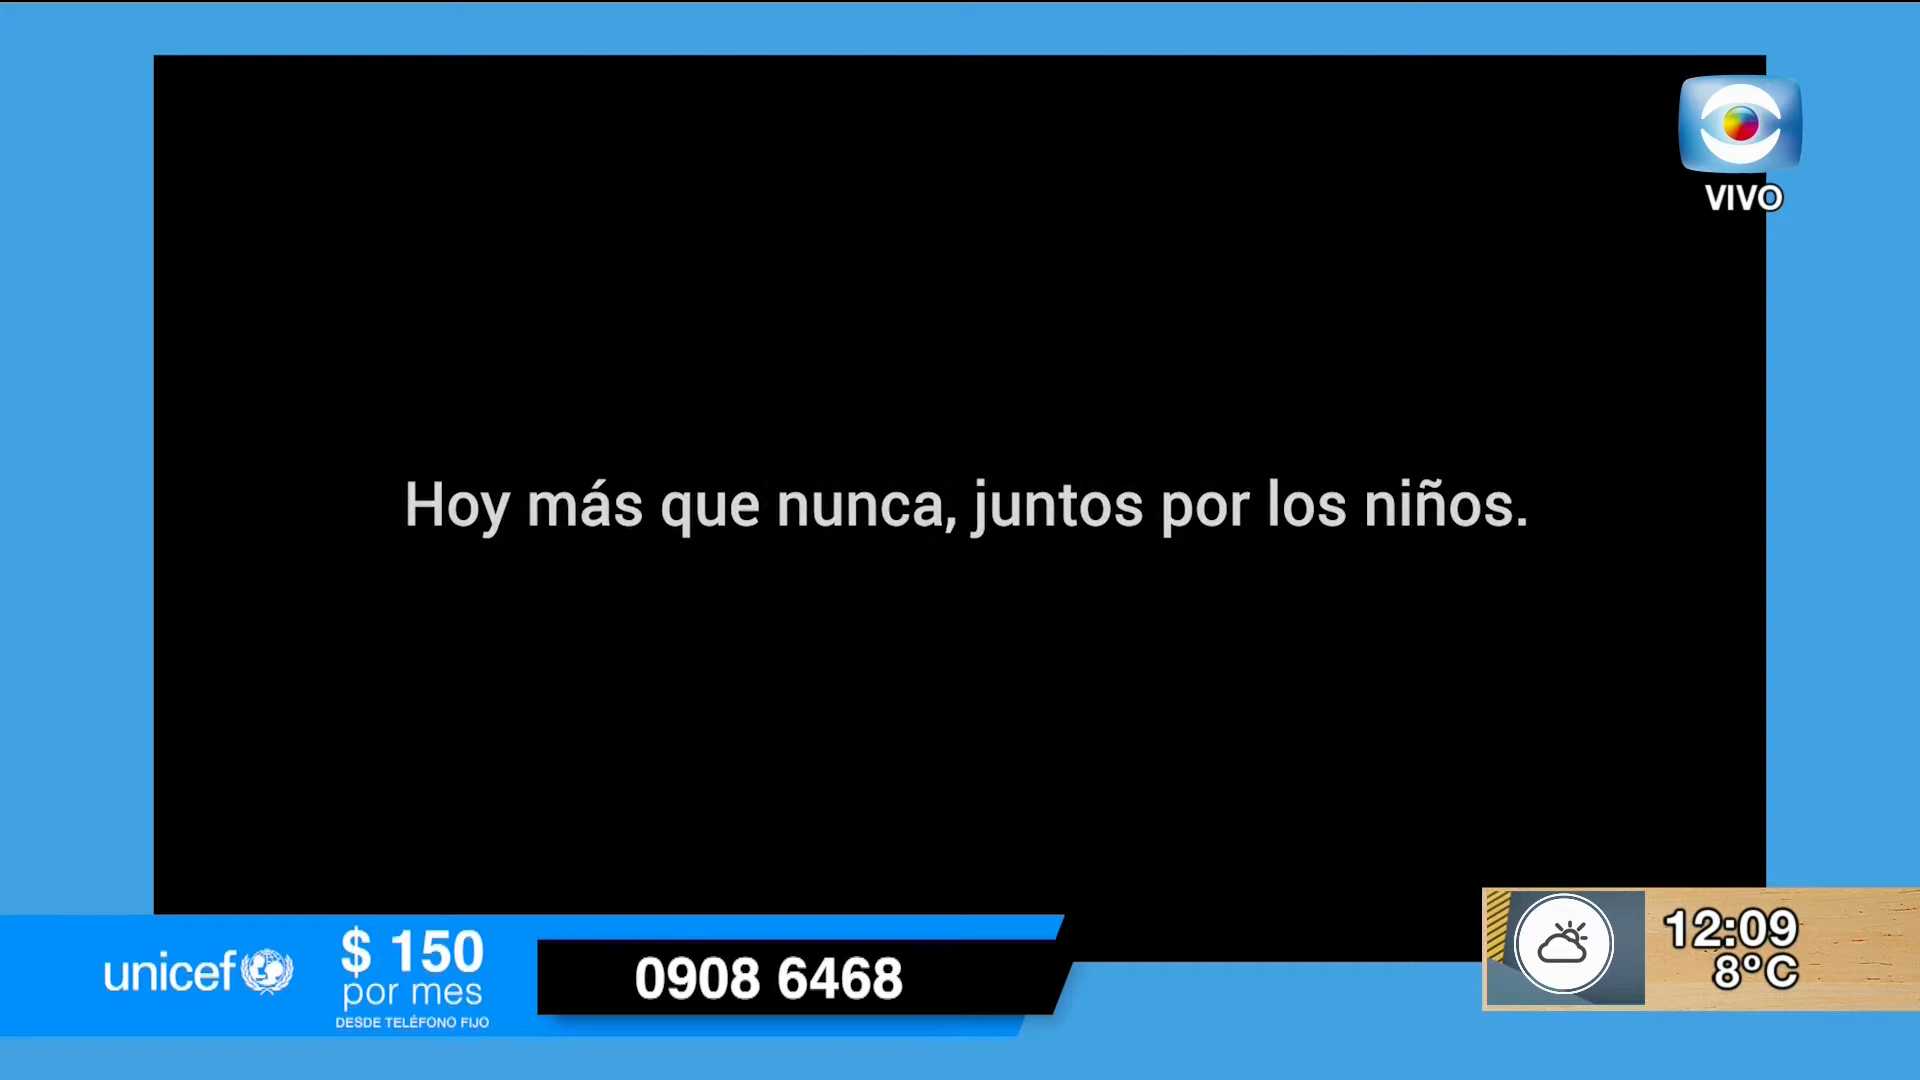 VIVO
Hoy más que nunca, juntos por los niños.
unicef
$ 150
por mes
DESDE TELÉFONO FIJO
0908 6468
12:09
8°C